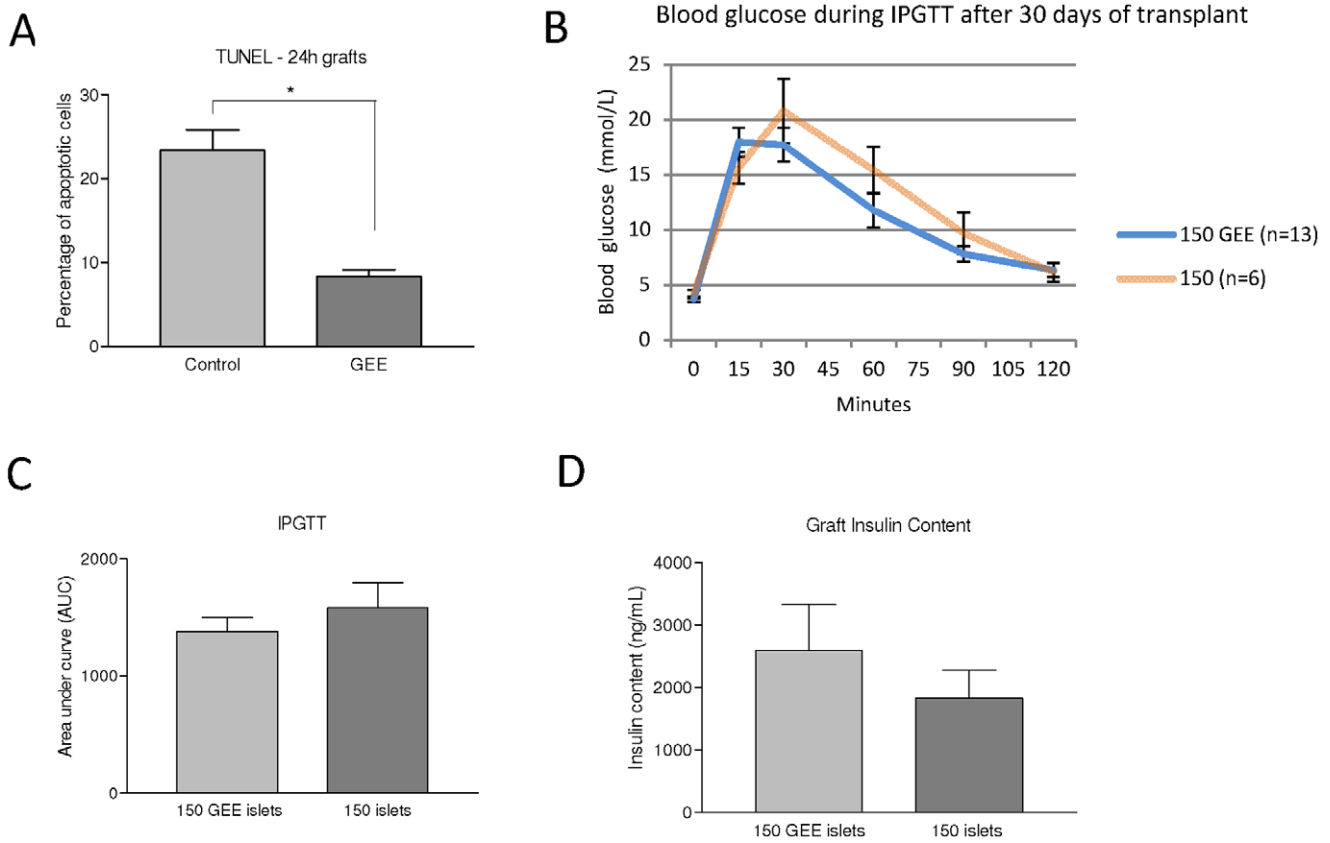 A
TUNEL - 24h grafts
*
Percentage of apoptotic cells
30
20
10
0
Control
GEE
B
Blood glucose during IPGTT after 30 days of transplant
Blood glucose (mmol/L)
25
20
15
10
5
0
0 15 30 45 60 75 90 105 120
Minutes
150 GEE (n=13)
150 (n=6)
C
IPGTT
Area under curve (AUC)
2000
1000
0
150 GEE islets
150 islets
D
Graft Insulin Content
Insulin content (ng/mL)
4000
3000
2000
1000
0
150 GEE islets
150 islets